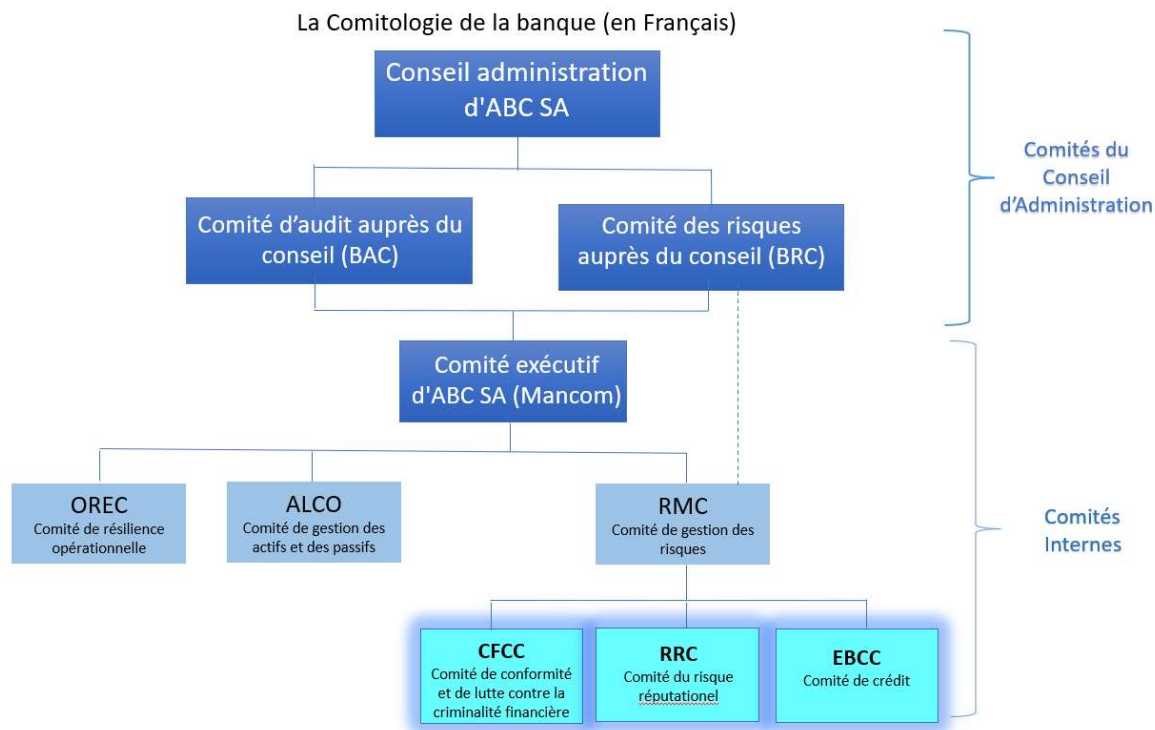 La Comitologie de la banque (en Français)
Conseil administration
d'ABC SA
Comités du
Conseil
d'Administration
Comité d’audit auprès du
conseil (BAC)
Comité des risques
auprès du conseil (BRC)
Comité exécutif
d'ABC SA (Mancom)
OREC
Comité de résilience
opérationnelle
ALCO
Comité de gestion des
actifs et des passifs
RMC
Comité de gestion des
risques
Comités
Internes
CFCC
Comité de conformité
et de lutte contre la
criminalité financière
RRC
Comité du risque
réputationel
EBCC
Comité de crédit